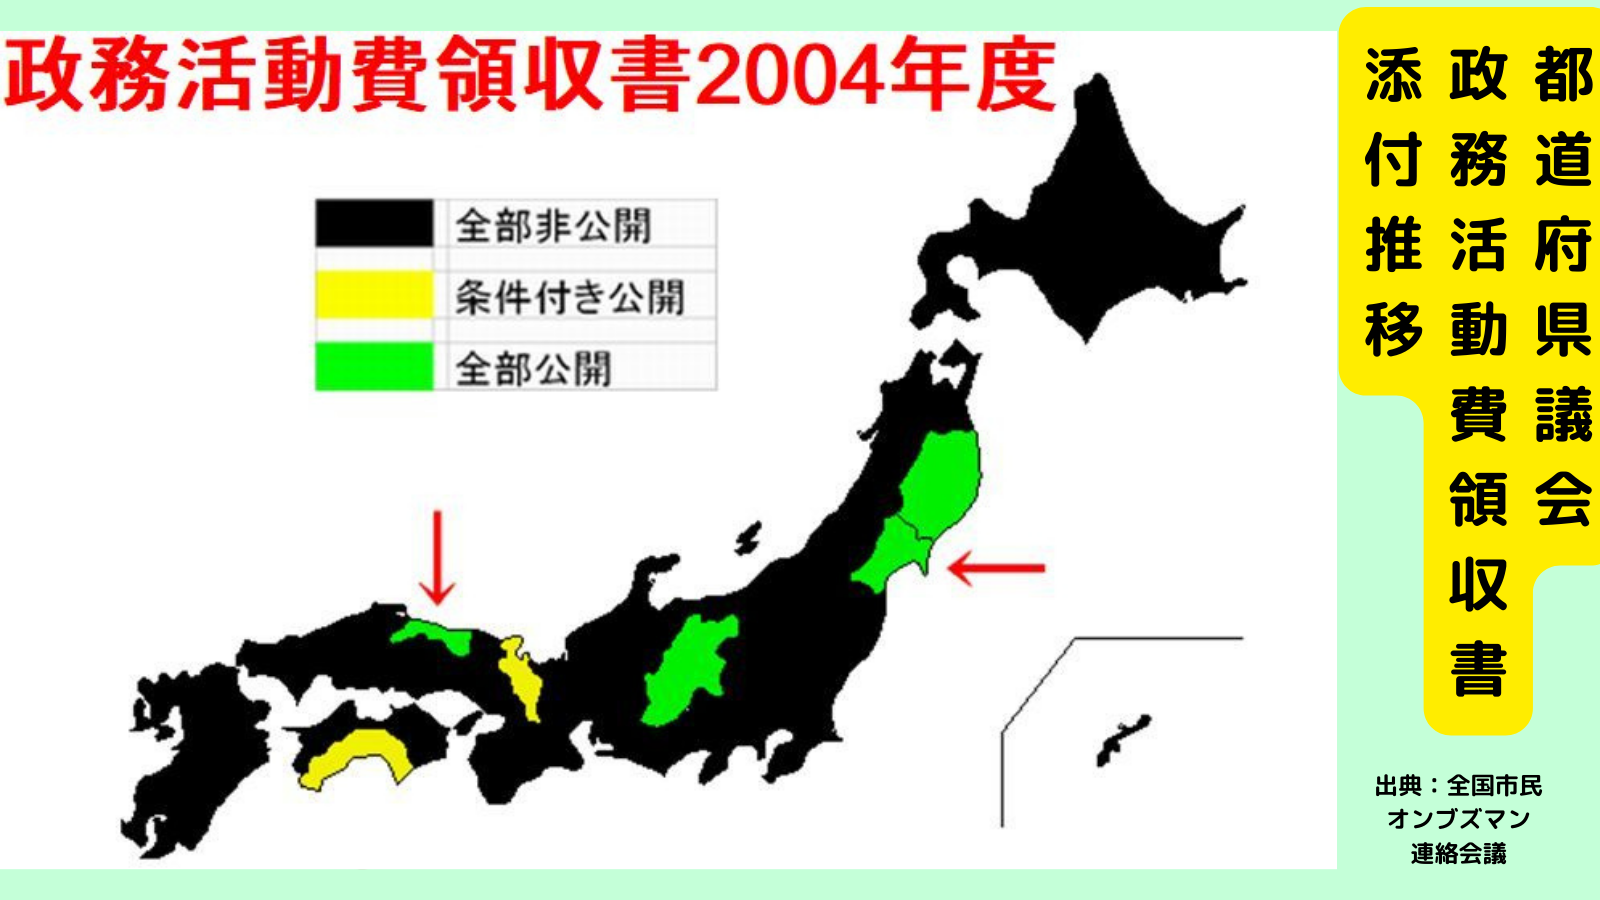 政務活動費領収書2004年度
全部非公開
条件付き公開
全部公開
都道府県議会
政務活動費領収書
添付推移
出典：全国市民
オンブズマン
連絡会議